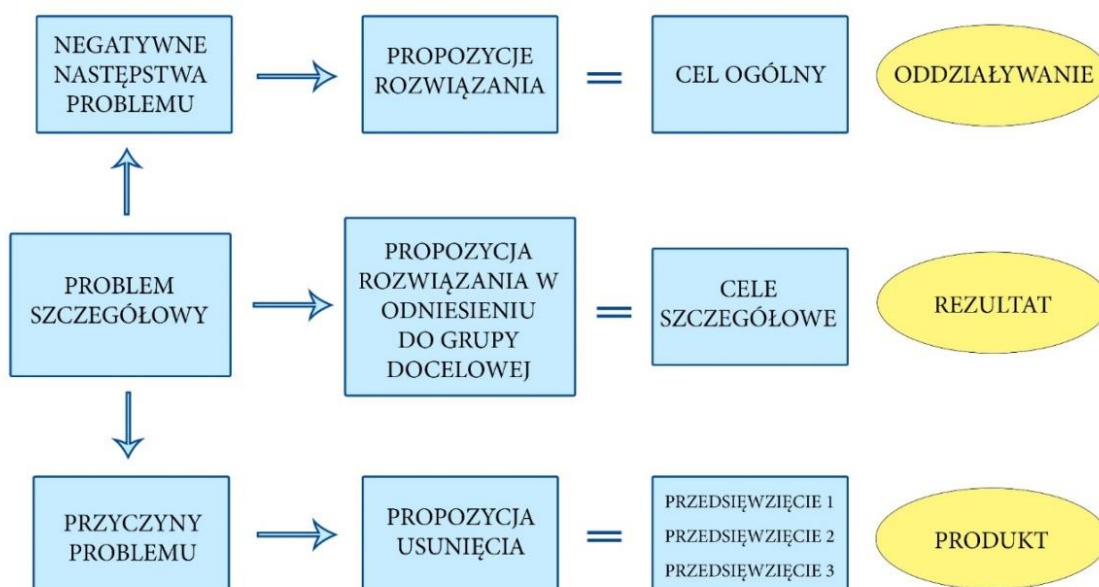 NEGATYWNE
NASTĘPSTWA
PROBLEMU
PROPOZYCJE
ROZWIĄZANIA
=
CEL OGÓLNY
ODDZIAŁYWANIE
PROBLEM
SZCZEGÓŁOWY
PROPOZYCJA
ROZWIĄZANIA W
ODNIESIENIU
DO GRUPY
DOCELOWEJ
=
CELE
SZCZEGÓŁOWE
REZULTAT
PRZYCZYNY
PROBLEMU
PROPOZYCJA
USUNIĘCIA
=
PRZEDSIĘWZIĘCIE 1
PRZEDSIĘWZIĘCIE 2
PRZEDSIĘWZIĘCIE 3
PRODUKT